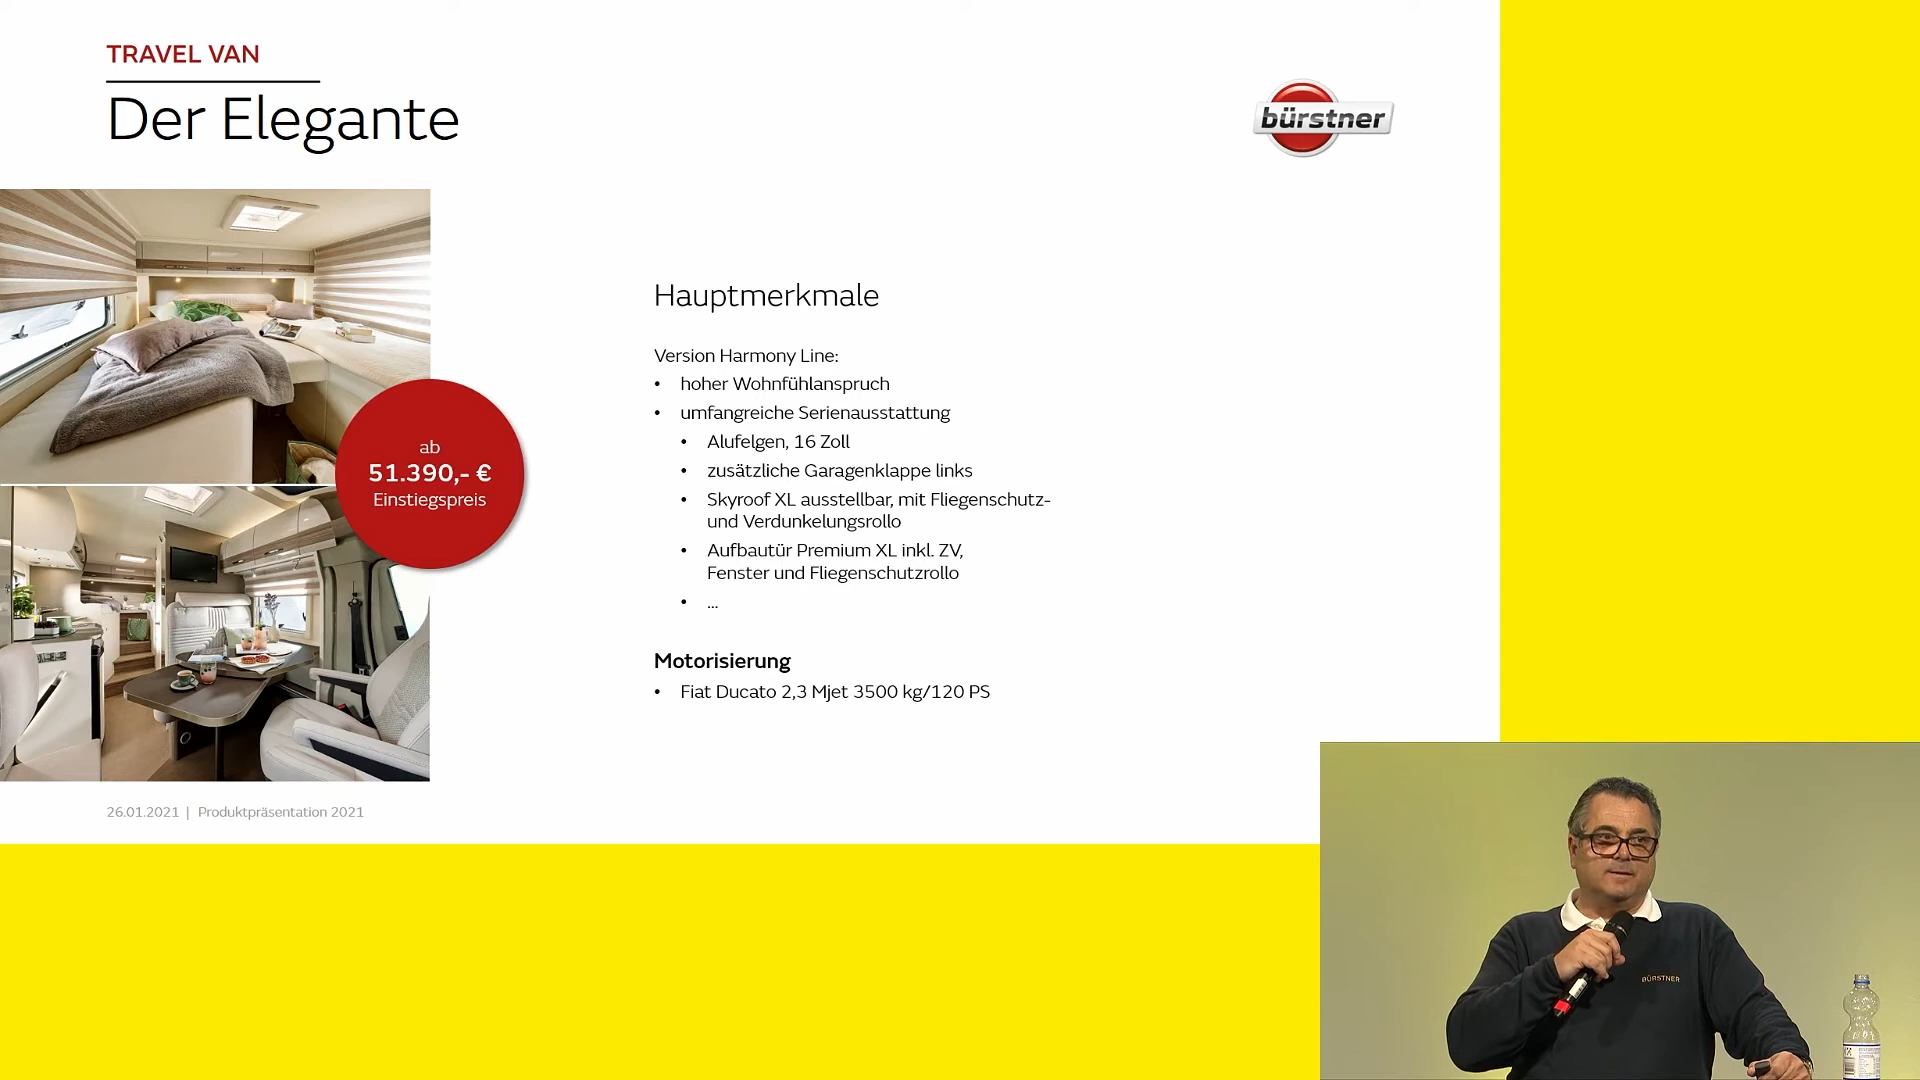 TRAVEL VAN
Der Elegante
bürstner
ab
51.390,- €
Einstiegspreis
Hauptmerkmale
Version Harmony Line:
• hoher Wohnfühlanspruch
• umfangreiche Serienausstattung
• Alufelgen, 16 Zoll
• zusätzliche Garagenklappe links
• Skyroof XL ausstellbar, mit Fliegenschutz-
und Verdunkelungsrollo
• Aufbautür Premium XL inkl. ZV,
Fenster und Fliegenschutzrollo
• ...
Motorisierung
• Fiat Ducato 2,3 Mjet 3500 kg/120 PS
26.01.2021 | Produktpräsentation 2021
BÜRSTNER